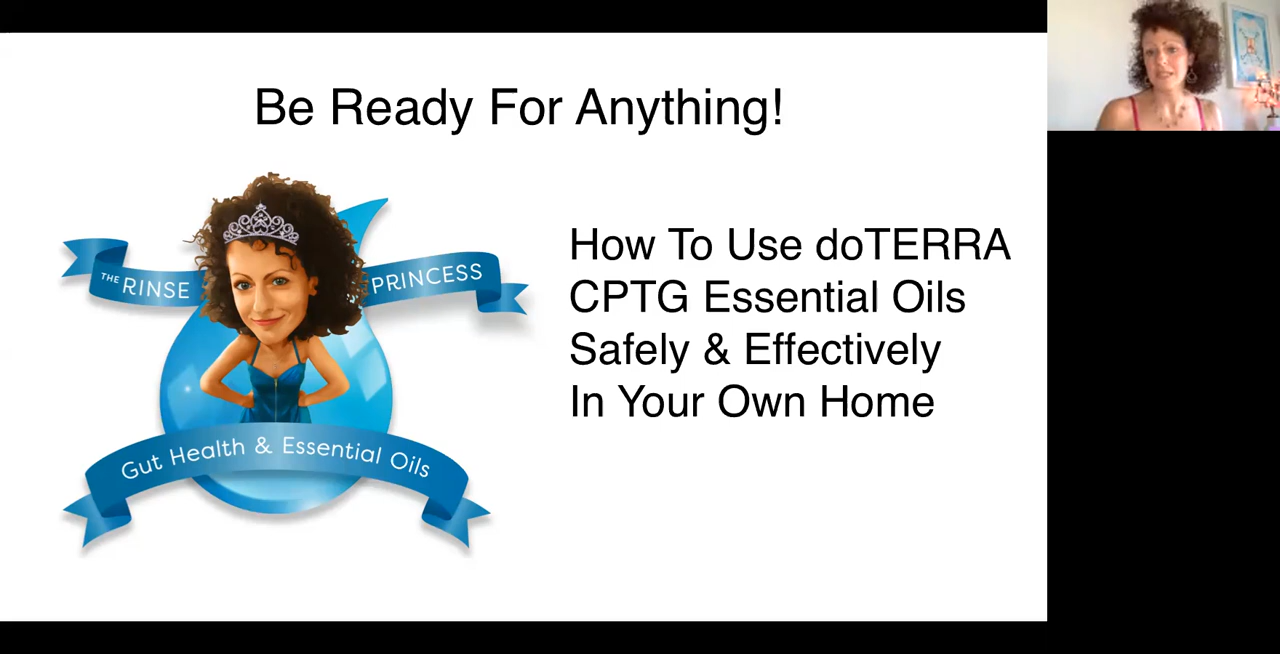 Be Ready For Anything!
THE RINSE PRINCESS
Gut Health & Essential Oils
How To Use doTERRA
CPTG Essential Oils
Safely & Effectively
In Your Own Home